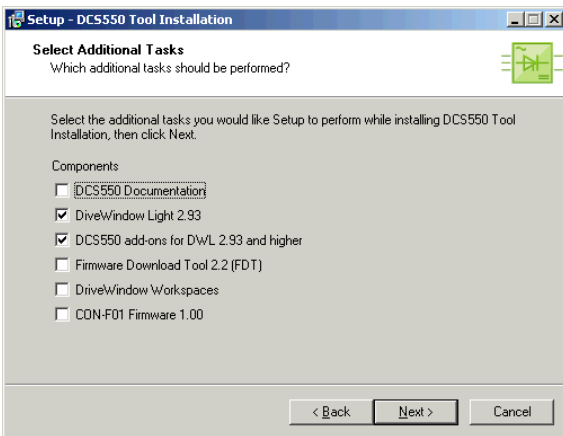 Setup - DCS550 Tool Installation
Select Additional Tasks
Which additional tasks should be performed?
Select the additional tasks you would like Setup to perform while installing DCS550 Tool
Installation, then click Next.
Components
DCS550 Documentation
DiveWindow Light 2.93
DCS550 add-ons for DWL 2.93 and higher
Firmware Download Tool 2.2 (FDT)
DriveWindow Workspaces
CON-F01 Firmware 1.00
< Back
Next >
Cancel